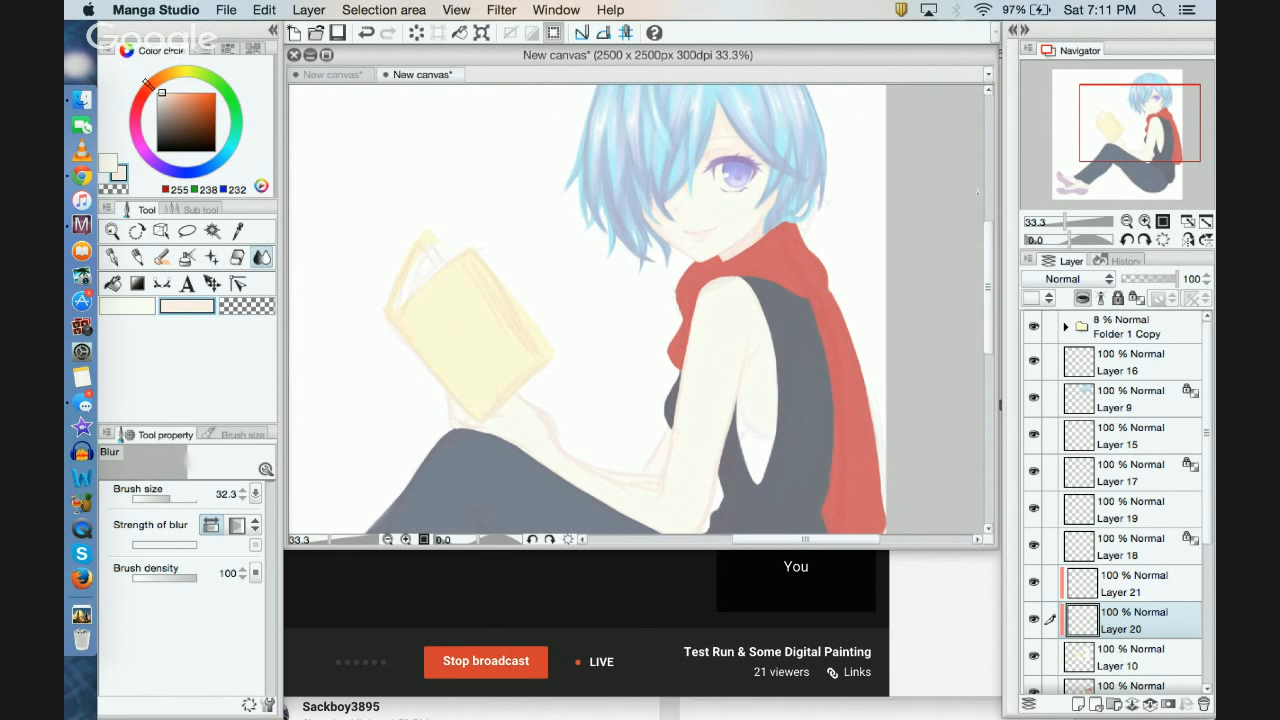 Manga Studio File Edit Layer Selection area View Filter Window Help
97% Sat 7:11 PM
Google
Color circle
255 238 232
Tool Sub tool
Tool property Brush size
Blur
Brush size 32.3
Strength of blur
Brush density 100
New canvas* (2500 x 2500px 300dpi 33.3%)
New canvas* New canvas*
33.3 0.0
You
Stop broadcast LIVE
Test Run & Some Digital Painting
21 viewers Links
Sackboy3895
Navigator
33.3
0.0
Layer History
Normal 100
8 % Normal
Folder 1 Copy
100 % Normal
Layer 16
100 % Normal
Layer 9
100 % Normal
Layer 15
100 % Normal
Layer 17
100 % Normal
Layer 19
100 % Normal
Layer 18
100 % Normal
Layer 21
100 % Normal
Layer 20
100 % Normal
Layer 10
100 % Normal